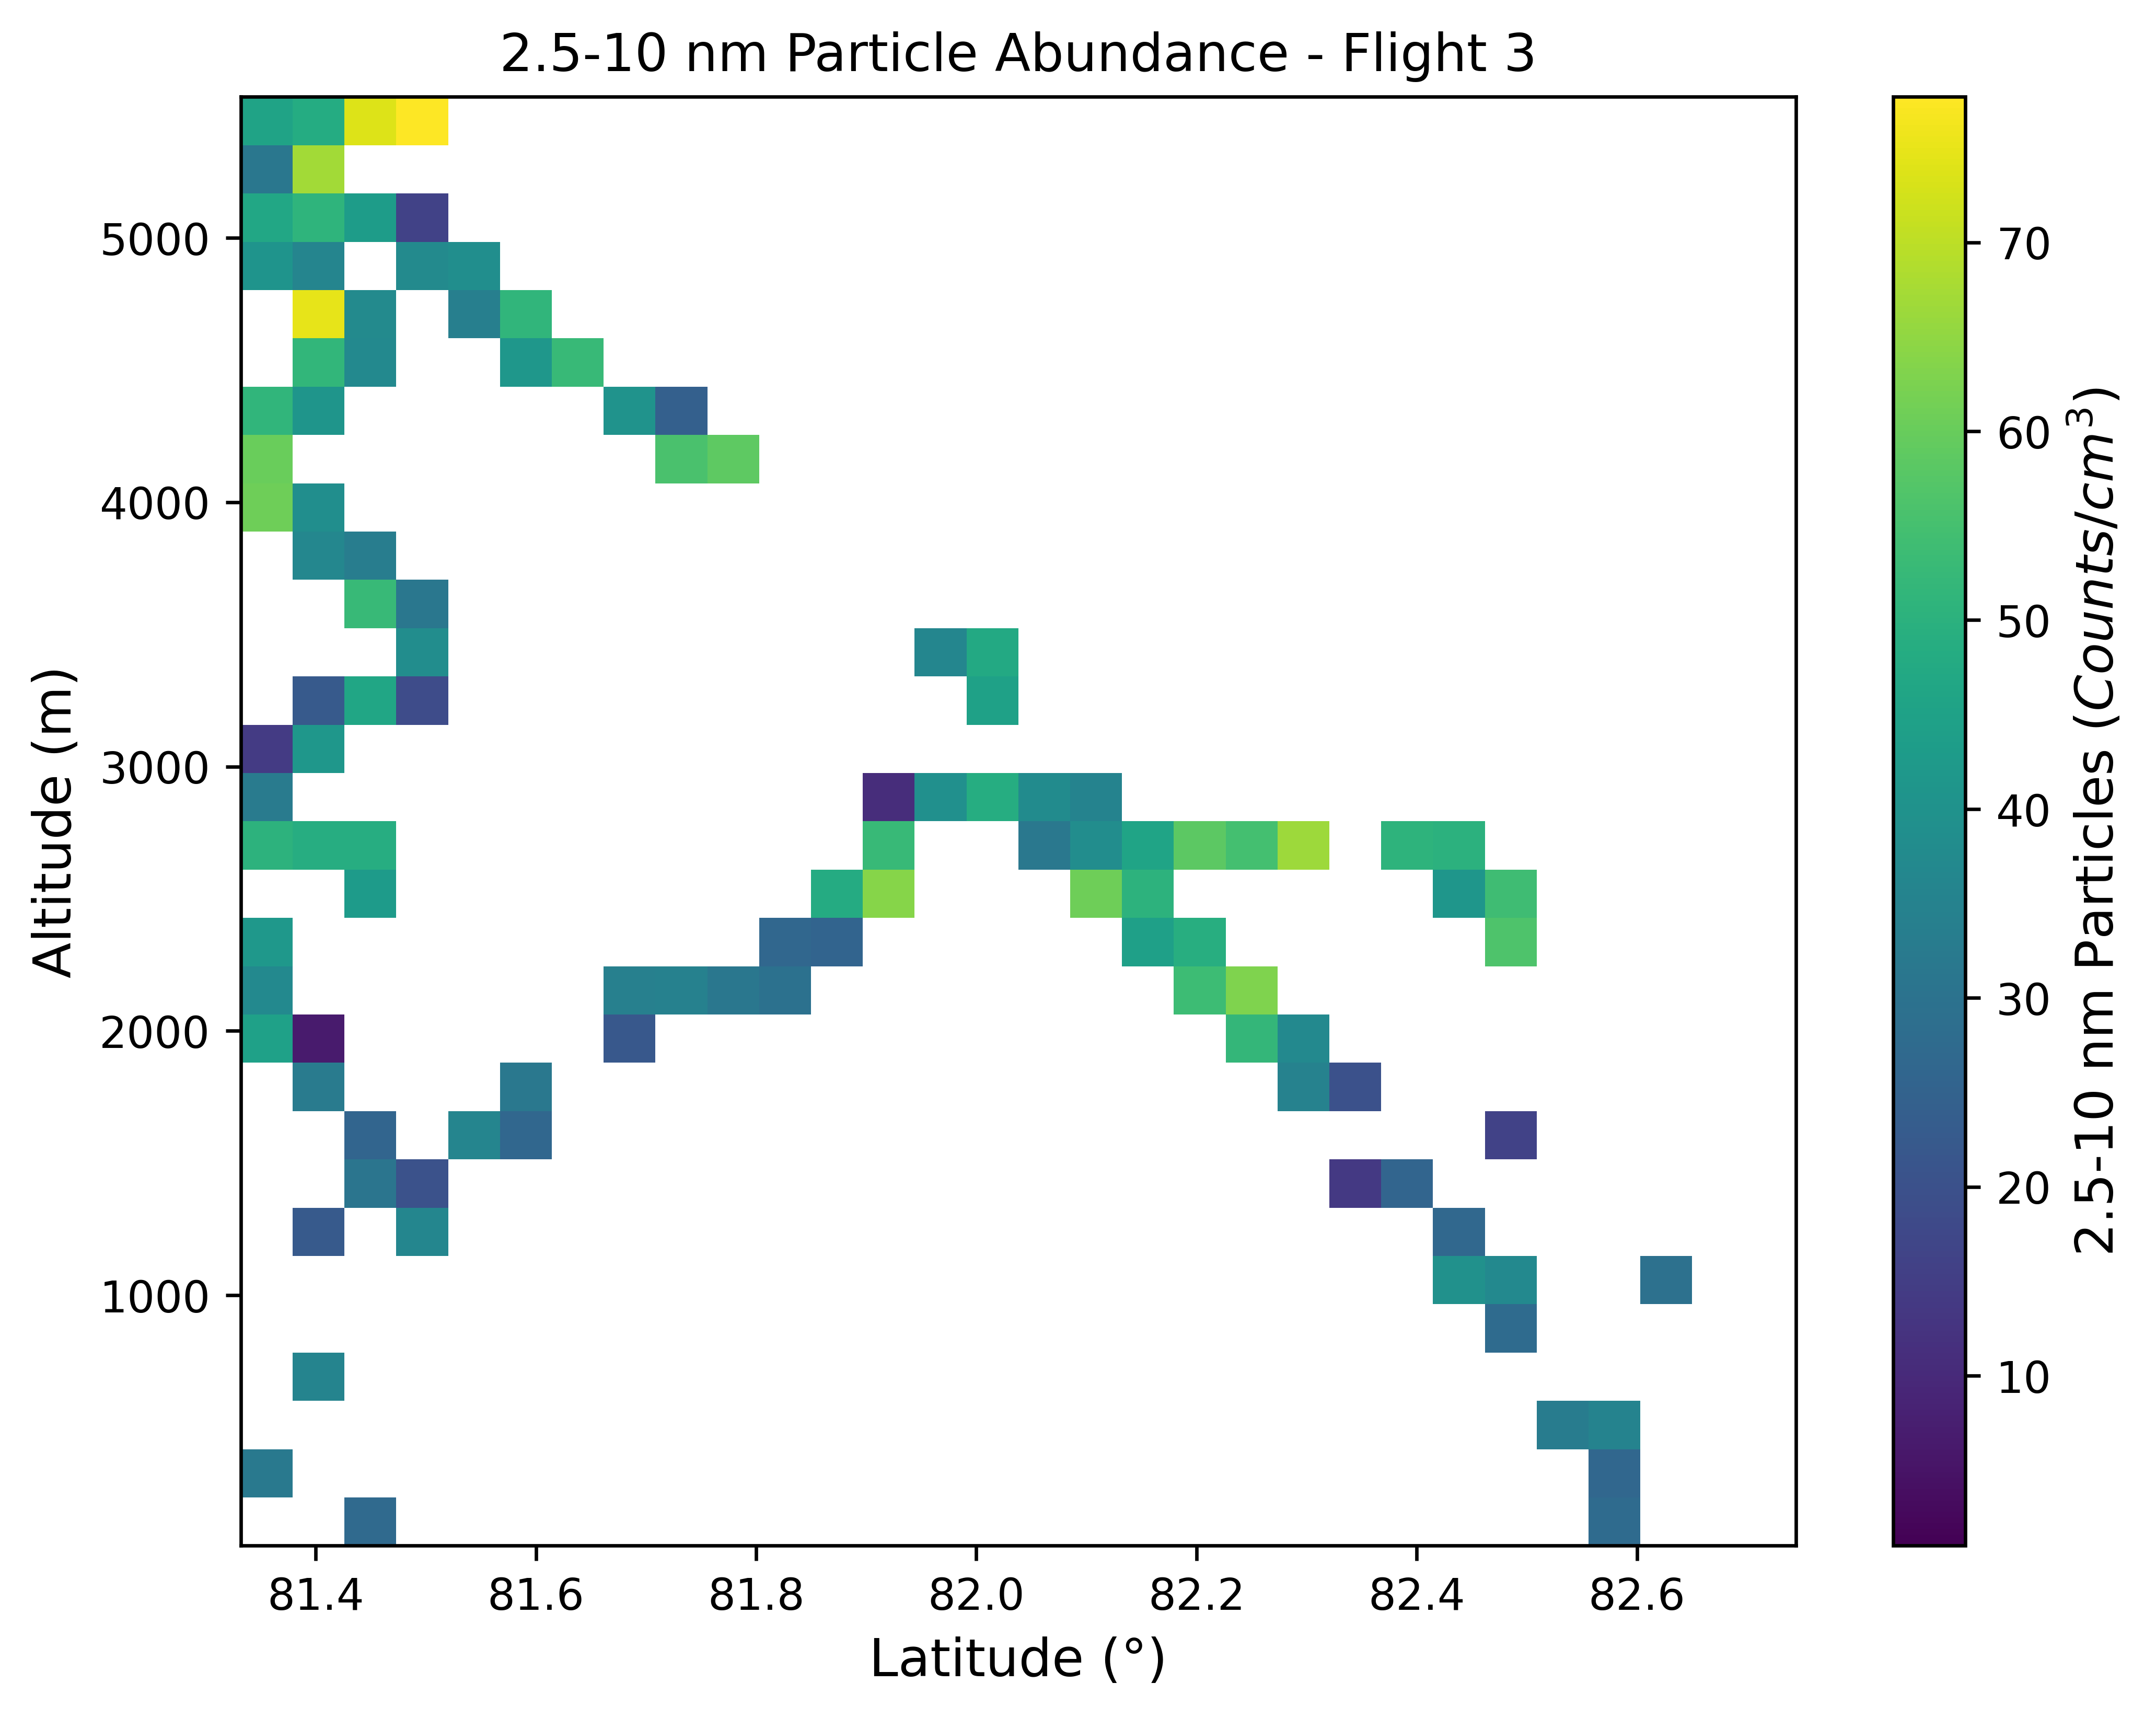 2.5-10 nm Particle Abundance - Flight 3
5000
4000
3000
2000
1000
Altitude (m)
81.4 81.6 81.8 82.0 82.2 82.4 82.6
Latitude (°)
70
60
50
40
30
20
10
2.5-10 nm Particles (Counts/cm³)